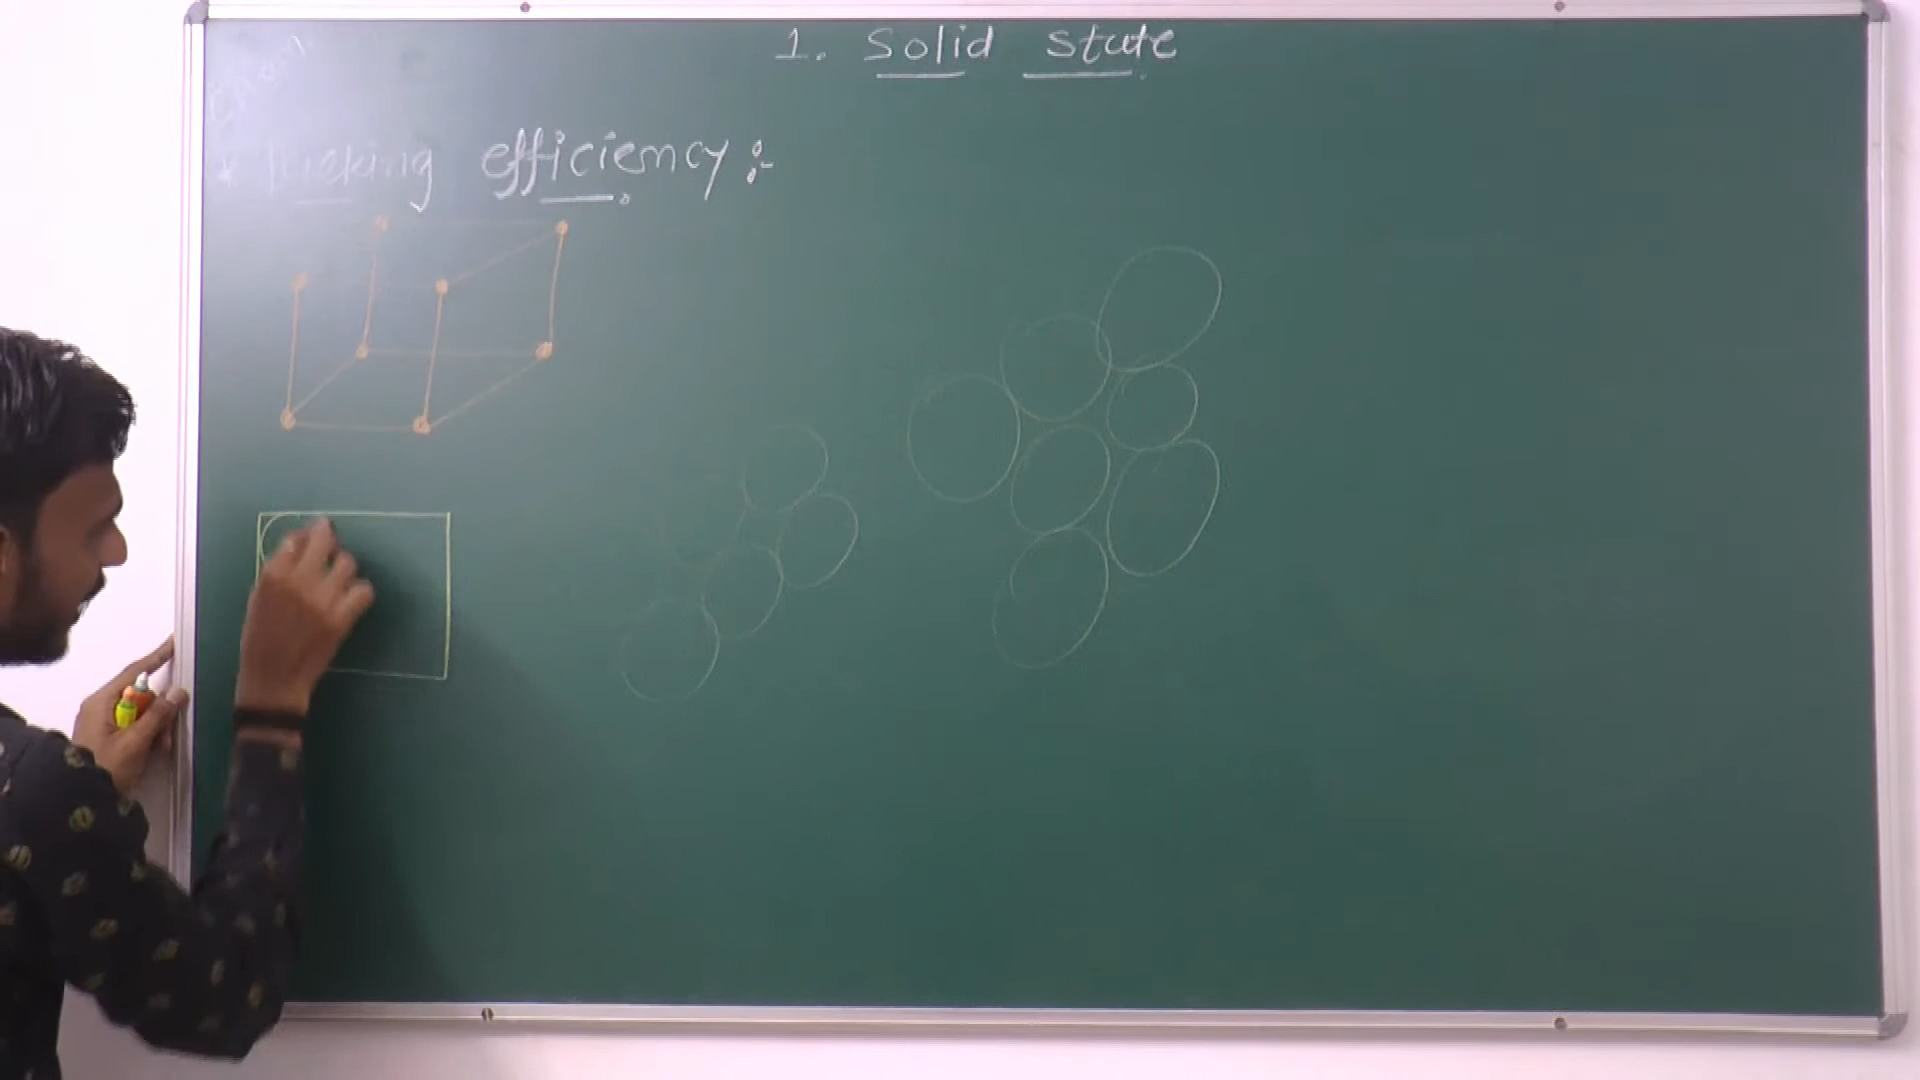 1. Solid state
* Packing efficiency :-